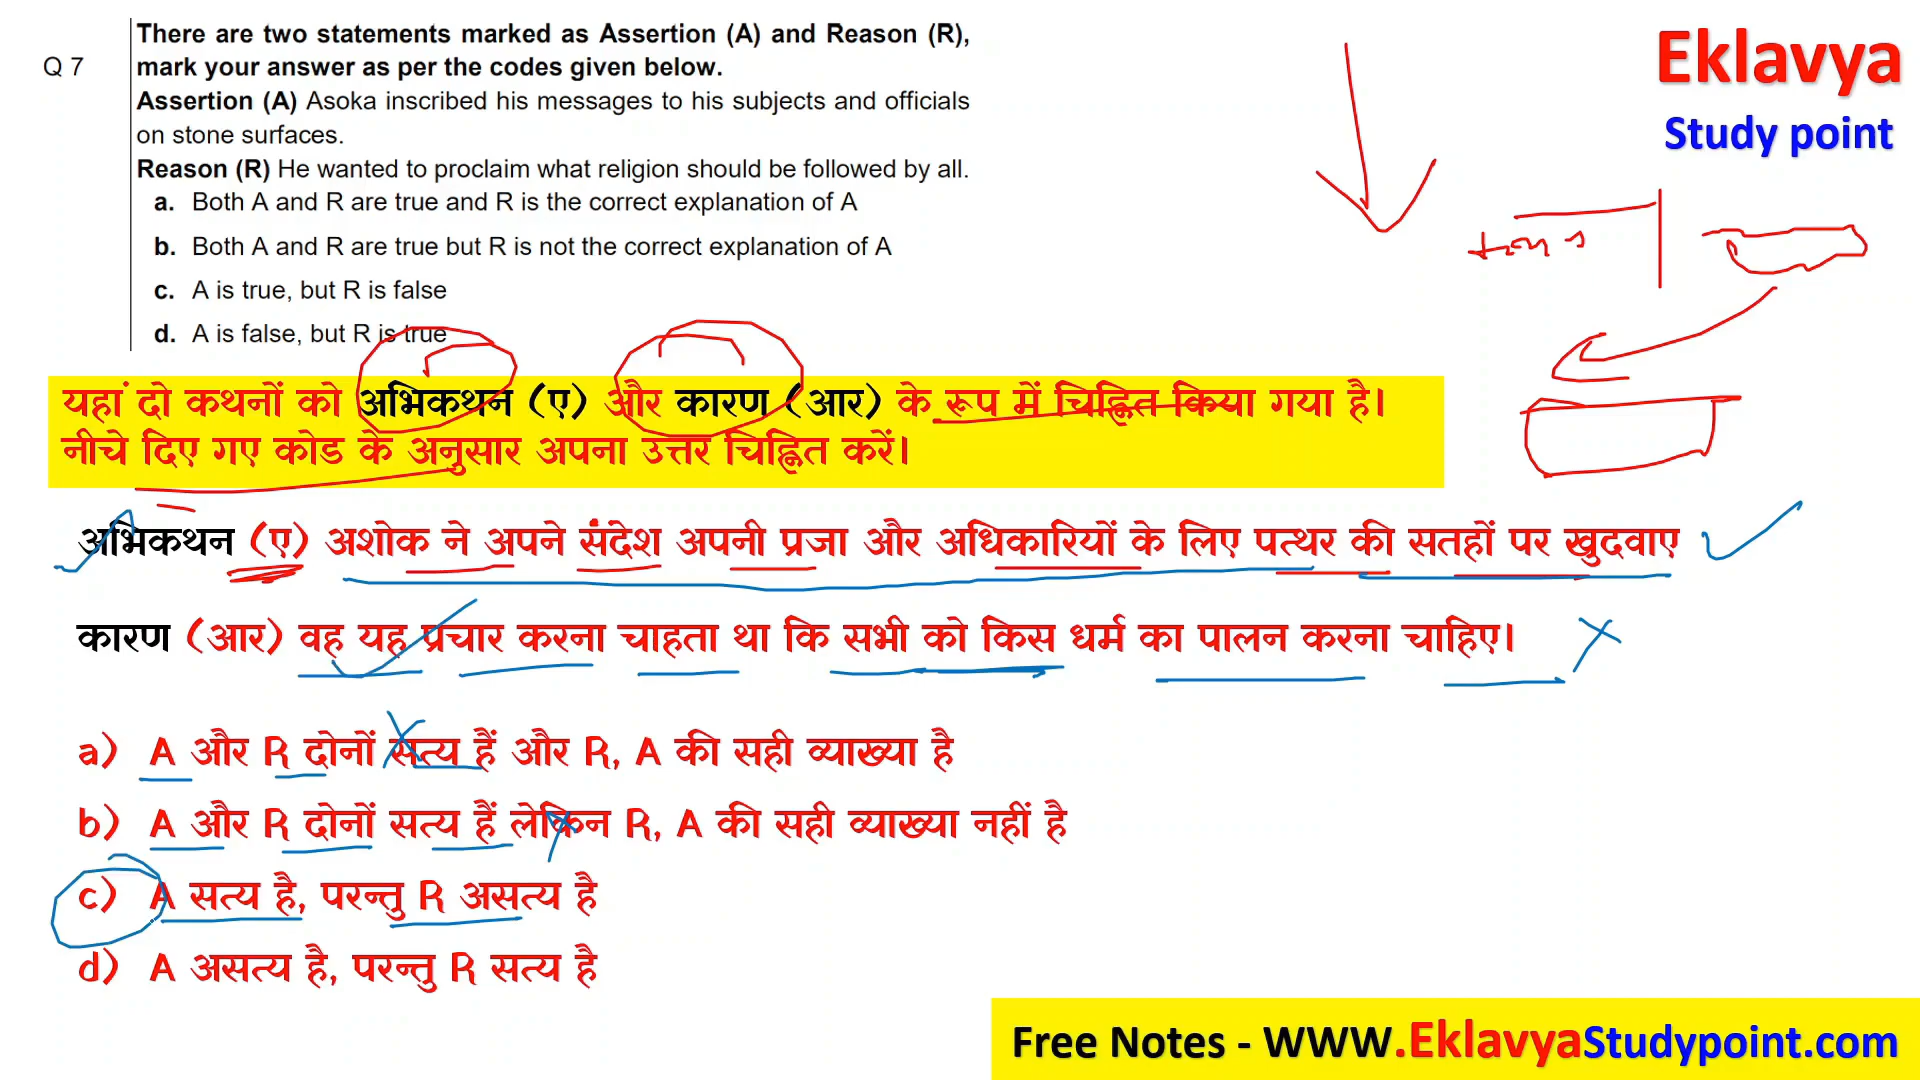 Q 7
There are two statements marked as Assertion (A) and Reason (R),
mark your answer as per the codes given below.
Assertion (A) Asoka inscribed his messages to his subjects and officials
on stone surfaces.
Reason (R) He wanted to proclaim what religion should be followed by all.
a. Both A and R are true and R is the correct explanation of A
b. Both A and R are true but R is not the correct explanation of A
c. A is true, but R is false
d. A is false, but R is true
Eklavya
Study point
यहां दो कथनों को अभिकथन (ए) और कारण (आर) के रूप में चिह्नित किया गया है।
नीचे दिए गए कोड के अनुसार अपना उत्तर चिह्नित करें।
अभिकथन (ए) अशोक ने अपने संदेश अपनी प्रजा और अधिकारियों के लिए पत्थर की सतहों पर खुदवाए
कारण (आर) वह यह प्रचार करना चाहता था कि सभी को किस धर्म का पालन करना चाहिए।
a) A और R दोनों सत्य हैं और R, A की सही व्याख्या है
b) A और R दोनों सत्य हैं लेकिन R, A की सही व्याख्या नहीं है
c) A सत्य है, परन्तु R असत्य है
d) A असत्य है, परन्तु R सत्य है
Free Notes - WWW.EklavyaStudypoint.com